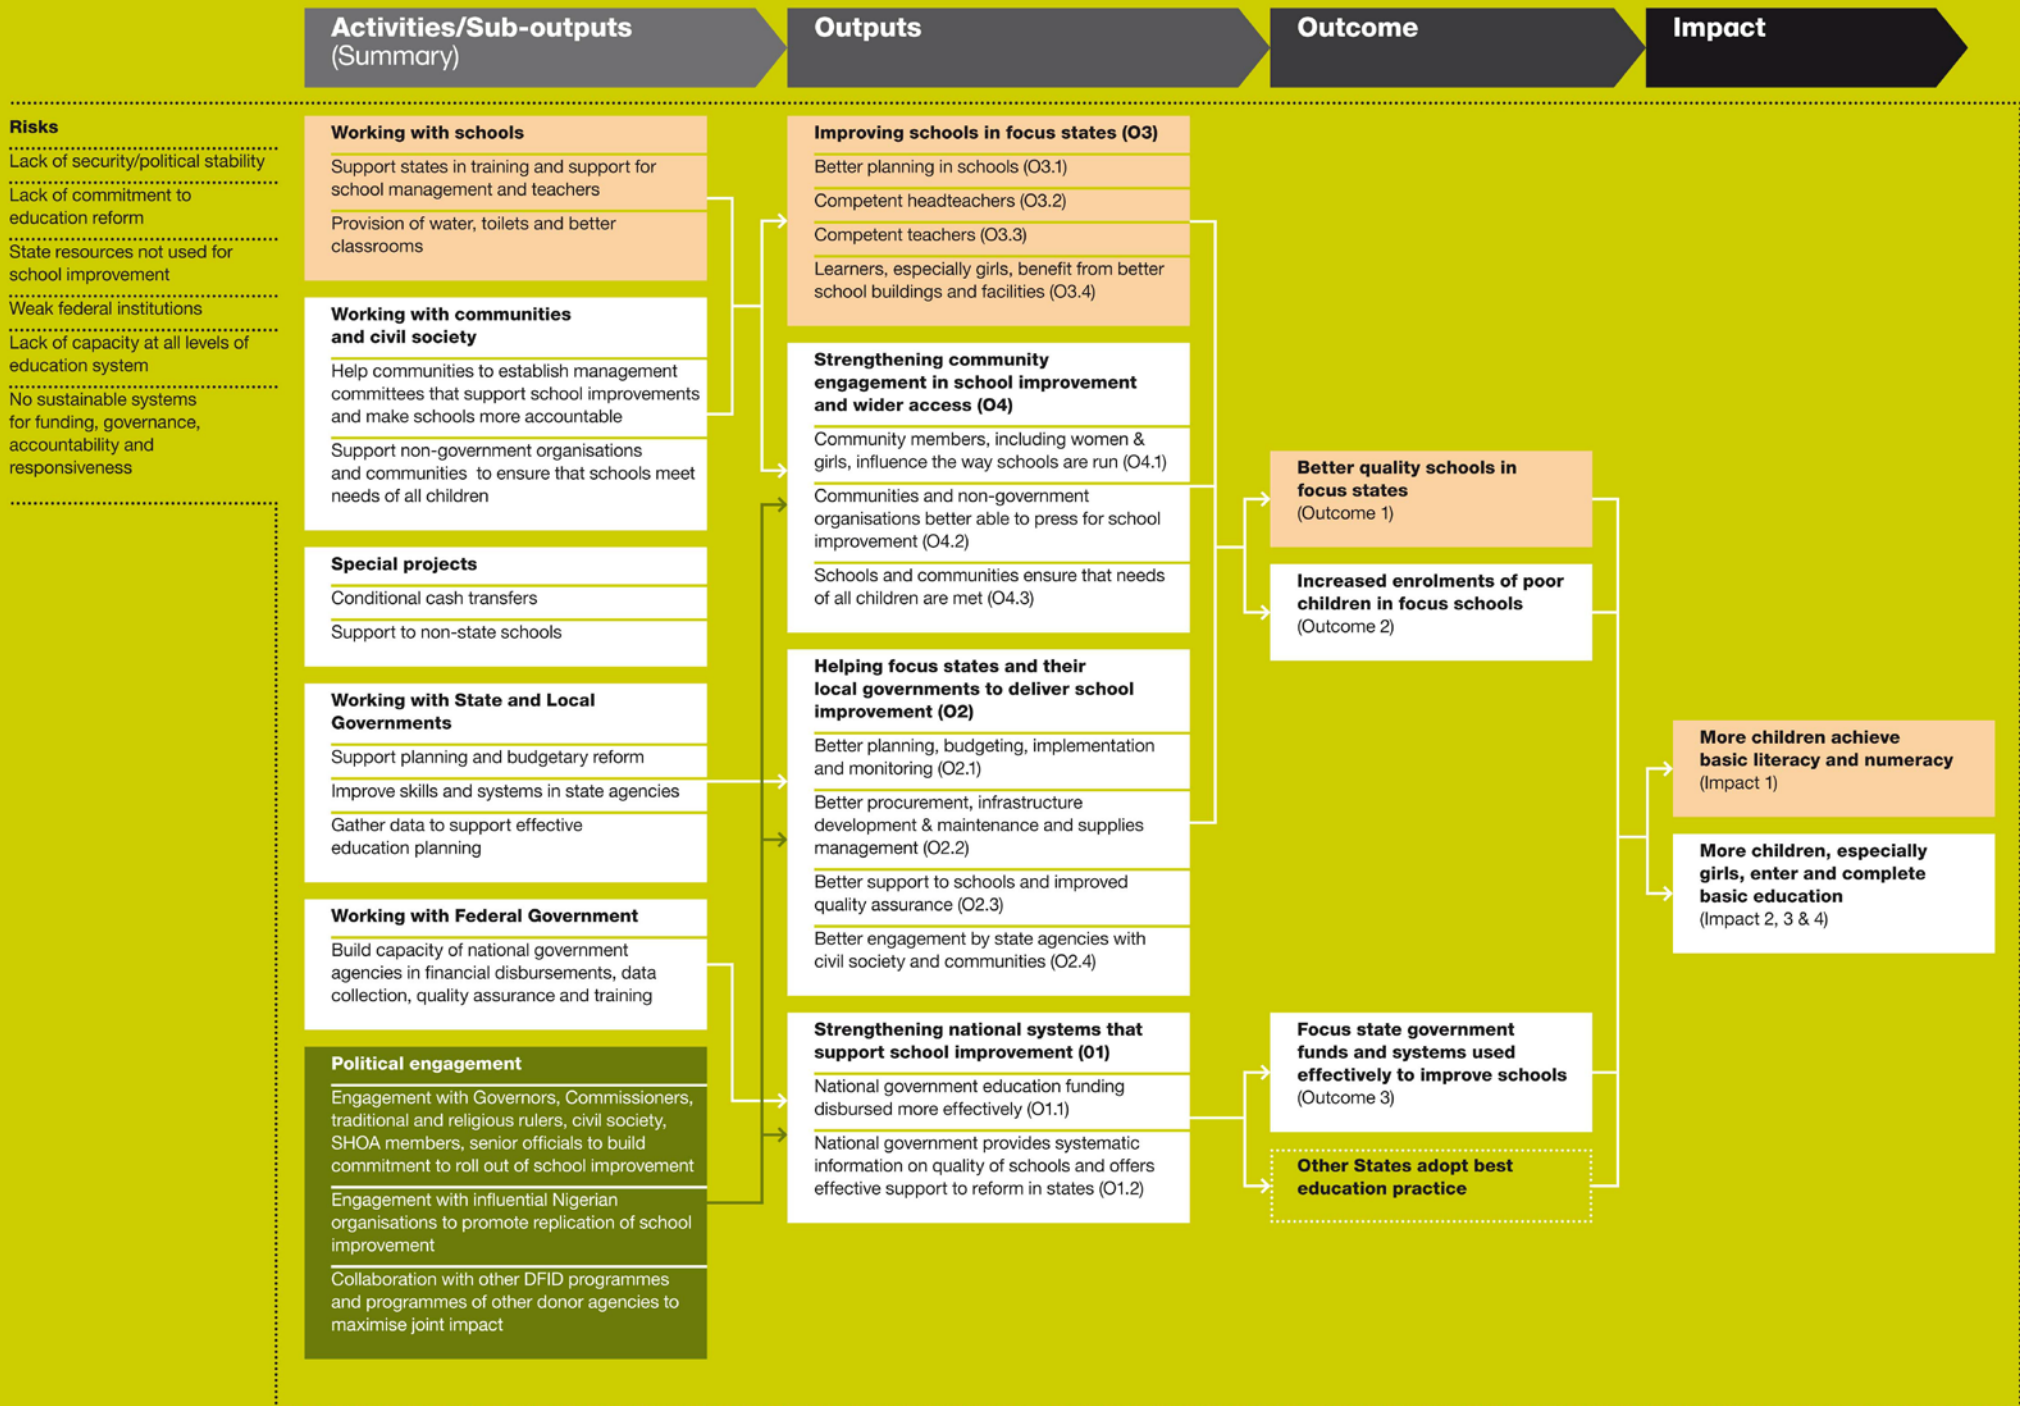 Activities/Sub-outputs
(Summary)
Outputs
Outcome
Impact
Risks
Lack of security/political stability
Lack of commitment to
education reform
State resources not used for
school improvement
Weak federal institutions
Lack of capacity at all levels of
education system
No sustainable systems
for funding, governance,
accountability and
responsiveness
Working with schools
Support states in training and support for
school management and teachers
Provision of water, toilets and better
classrooms
Working with communities
and civil society
Help communities to establish management
committees that support school improvements
and make schools more accountable
Support non-government organisations
and communities to ensure that schools meet
needs of all children
Special projects
Conditional cash transfers
Support to non-state schools
Working with State and Local
Governments
Support planning and budgetary reform
Improve skills and systems in state agencies
Gather data to support effective
education planning
Working with Federal Government
Build capacity of national government
agencies in financial disbursements, data
collection, quality assurance and training
Political engagement
Engagement with Governors, Commissioners,
traditional and religious rulers, civil society,
SHOA members, senior officials to build
commitment to roll out of school improvement
Engagement with influential Nigerian
organisations to promote replication of school
improvement
Collaboration with other DFID programmes
and programmes of other donor agencies to
maximise joint impact
Improving schools in focus states (O3)
Better planning in schools (O3.1)
Competent headteachers (O3.2)
Competent teachers (O3.3)
Learners, especially girls, benefit from better
school buildings and facilities (O3.4)
Strengthening community
engagement in school improvement
and wider access (O4)
Community members, including women &
girls, influence the way schools are run (O4.1)
Communities and non-government
organisations better able to press for school
improvement (O4.2)
Schools and communities ensure that needs
of all children are met (O4.3)
Helping focus states and their
local governments to deliver school
improvement (O2)
Better planning, budgeting, implementation
and monitoring (O2.1)
Better procurement, infrastructure
development & maintenance and supplies
management (O2.2)
Better support to schools and improved
quality assurance (O2.3)
Better engagement by state agencies with
civil society and communities (O2.4)
Strengthening national systems that
support school improvement (01)
National government education funding
disbursed more effectively (O1.1)
National government provides systematic
information on quality of schools and offers
effective support to reform in states (O1.2)
Better quality schools in
focus states
(Outcome 1)
Increased enrolments of poor
children in focus schools
(Outcome 2)
Focus state government
funds and systems used
effectively to improve schools
(Outcome 3)
Other States adopt best
education practice
More children achieve
basic literacy and numeracy
(Impact 1)
More children, especially
girls, enter and complete
basic education
(Impact 2, 3 & 4)